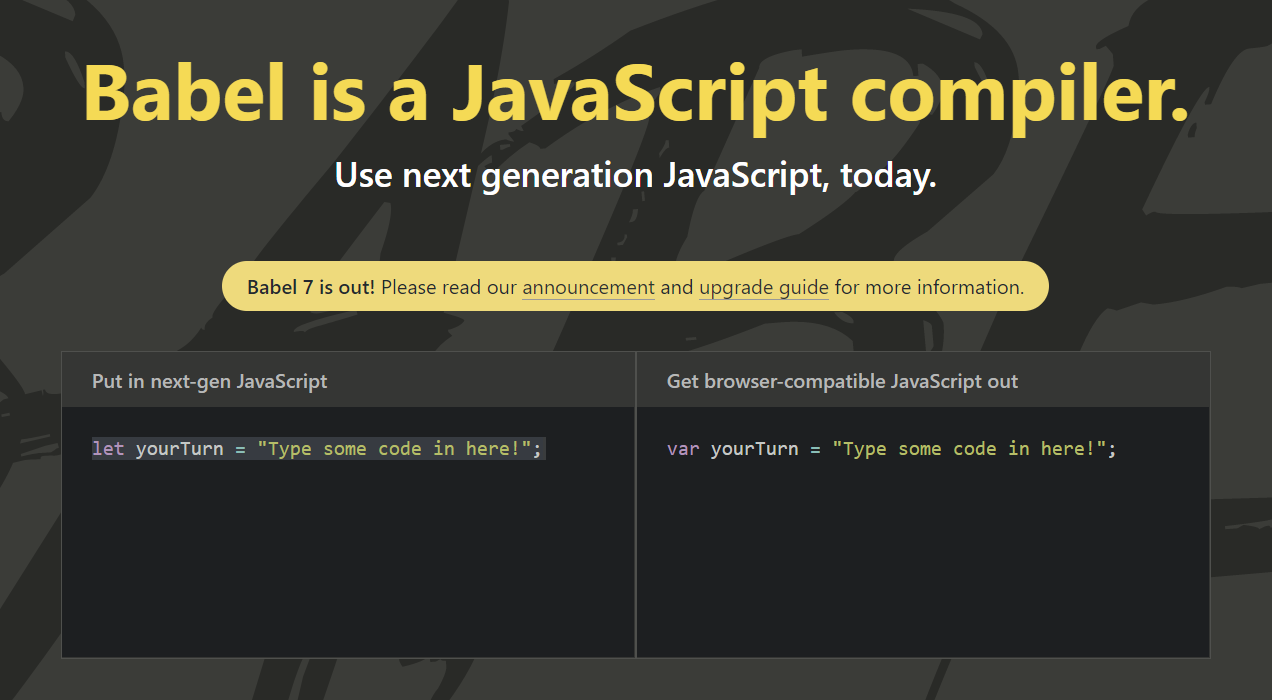 Babel is a JavaScript compiler.
Use next generation JavaScript, today.
Babel 7 is out! Please read our announcement and upgrade guide for more information.
Put in next-gen JavaScript
let yourTurn = "Type some code in here!";
Get browser-compatible JavaScript out
var yourTurn = "Type some code in here!";